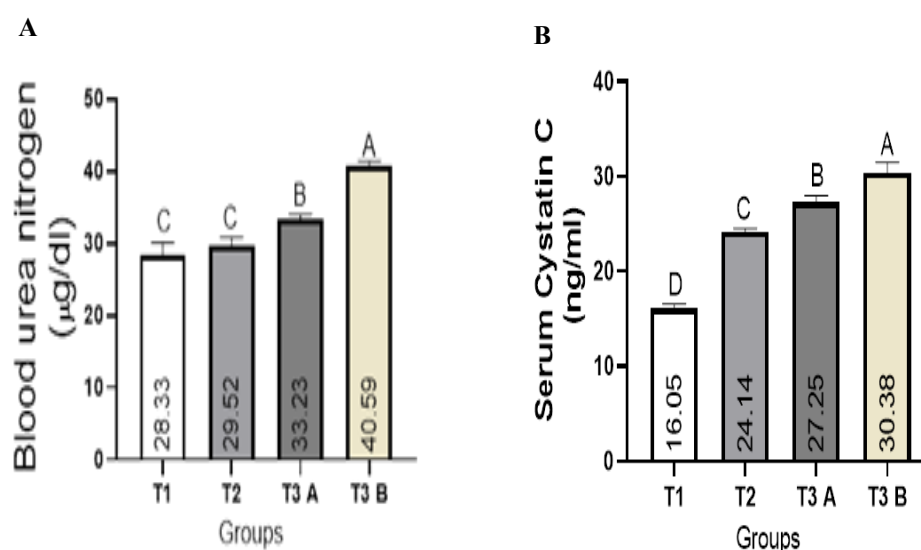 A
Blood urea nitrogen
(µg/dl)
50
40
30
20
10
0
C
C
B
A
28.33
29.52
33.23
40.59
T1
T2
T3 A
T3 B
Groups
B
Serum Cystatin C
(ng/ml)
40
30
20
10
0
D
C
B
A
16.05
24.14
27.25
30.38
T1
T2
T3 A
T3 B
Groups